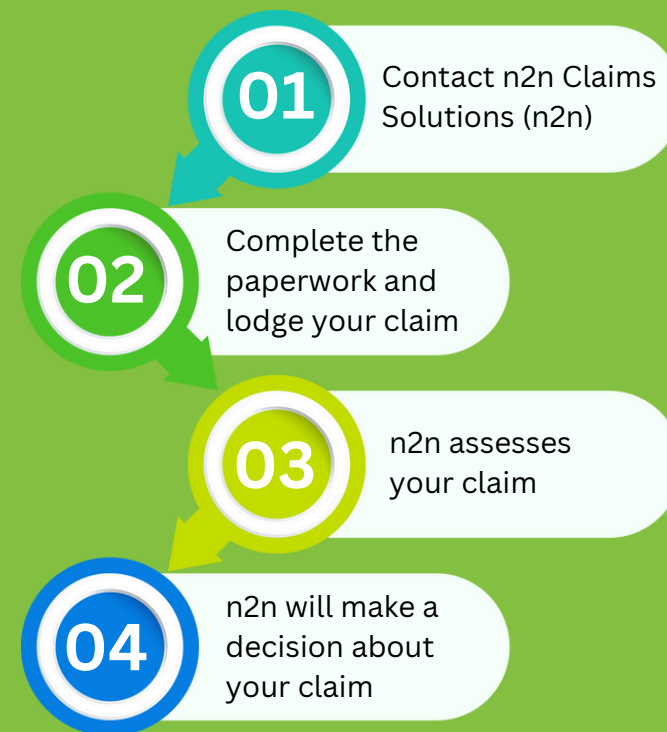 01
Contact n2n Claims
Solutions (n2n)
02
Complete the
paperwork and
lodge your claim
03
n2n assesses
your claim
04
n2n will make a
decision about
your claim